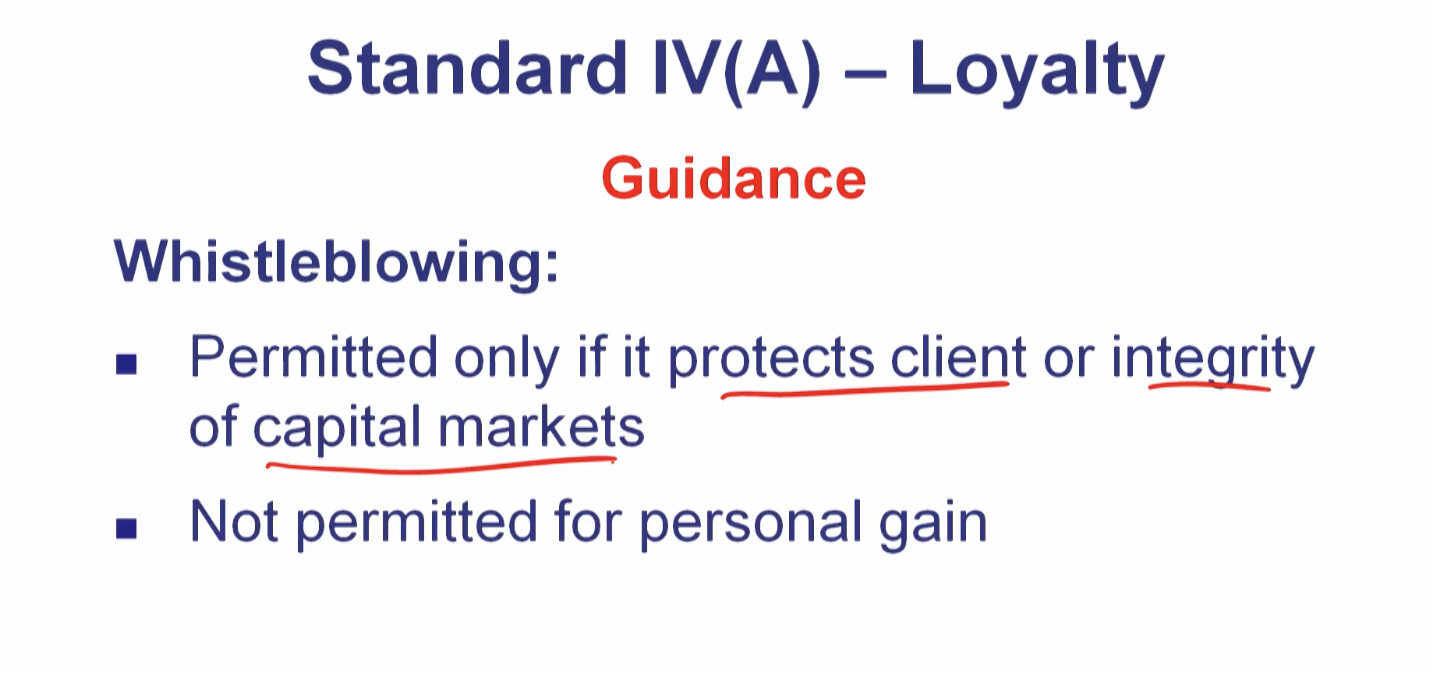 Standard IV(A) – Loyalty
Guidance
Whistleblowing:
▪ Permitted only if it protects client or integrity
of capital markets
▪ Not permitted for personal gain